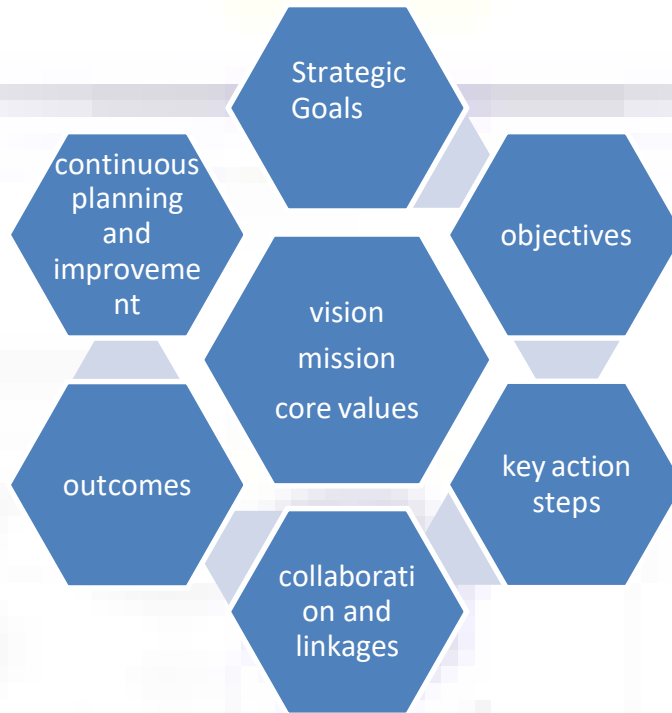 Strategic
Goals
continuous
planning
and
improveme
nt
objectives
vision
mission
core values
outcomes
key action
steps
collaborati
on and
linkages